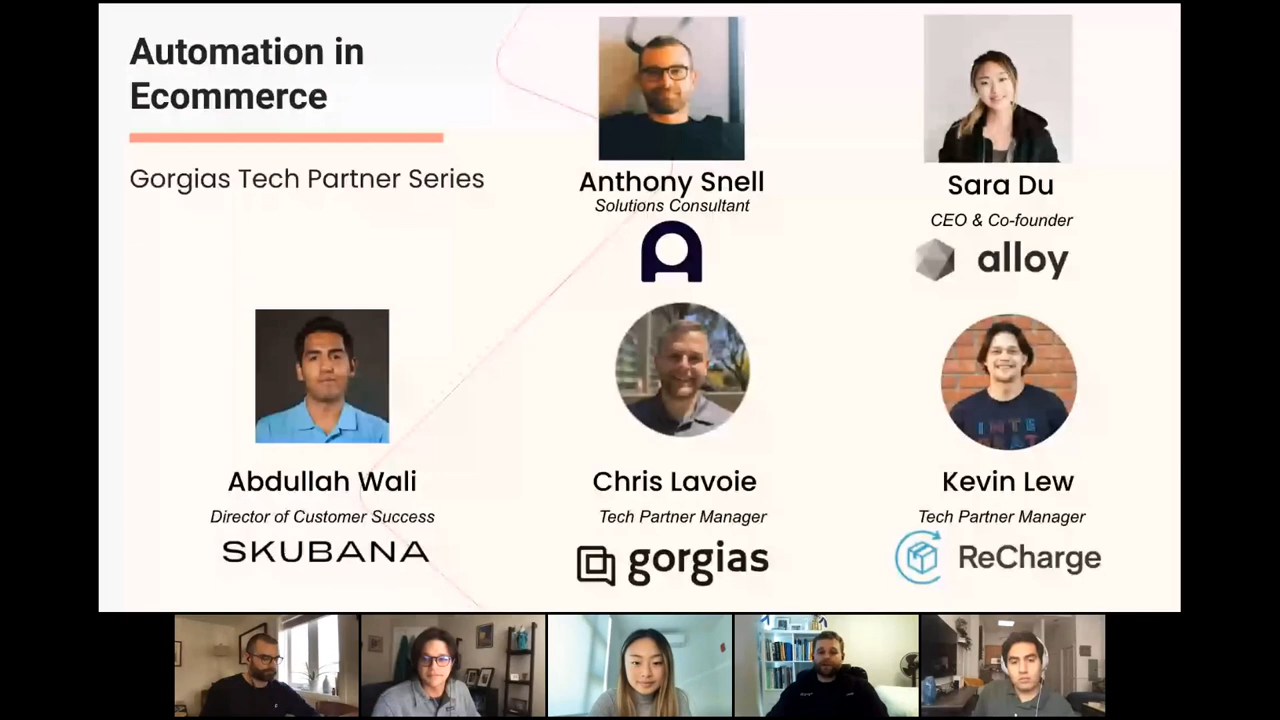 Automation in
Ecommerce
Gorgias Tech Partner Series
Anthony Snell
Solutions Consultant
Sara Du
CEO & Co-founder
alloy
Abdullah Wali
Director of Customer Success
SKUBANA
Chris Lavoie
Tech Partner Manager
gorgias
Kevin Lew
Tech Partner Manager
ReCharge